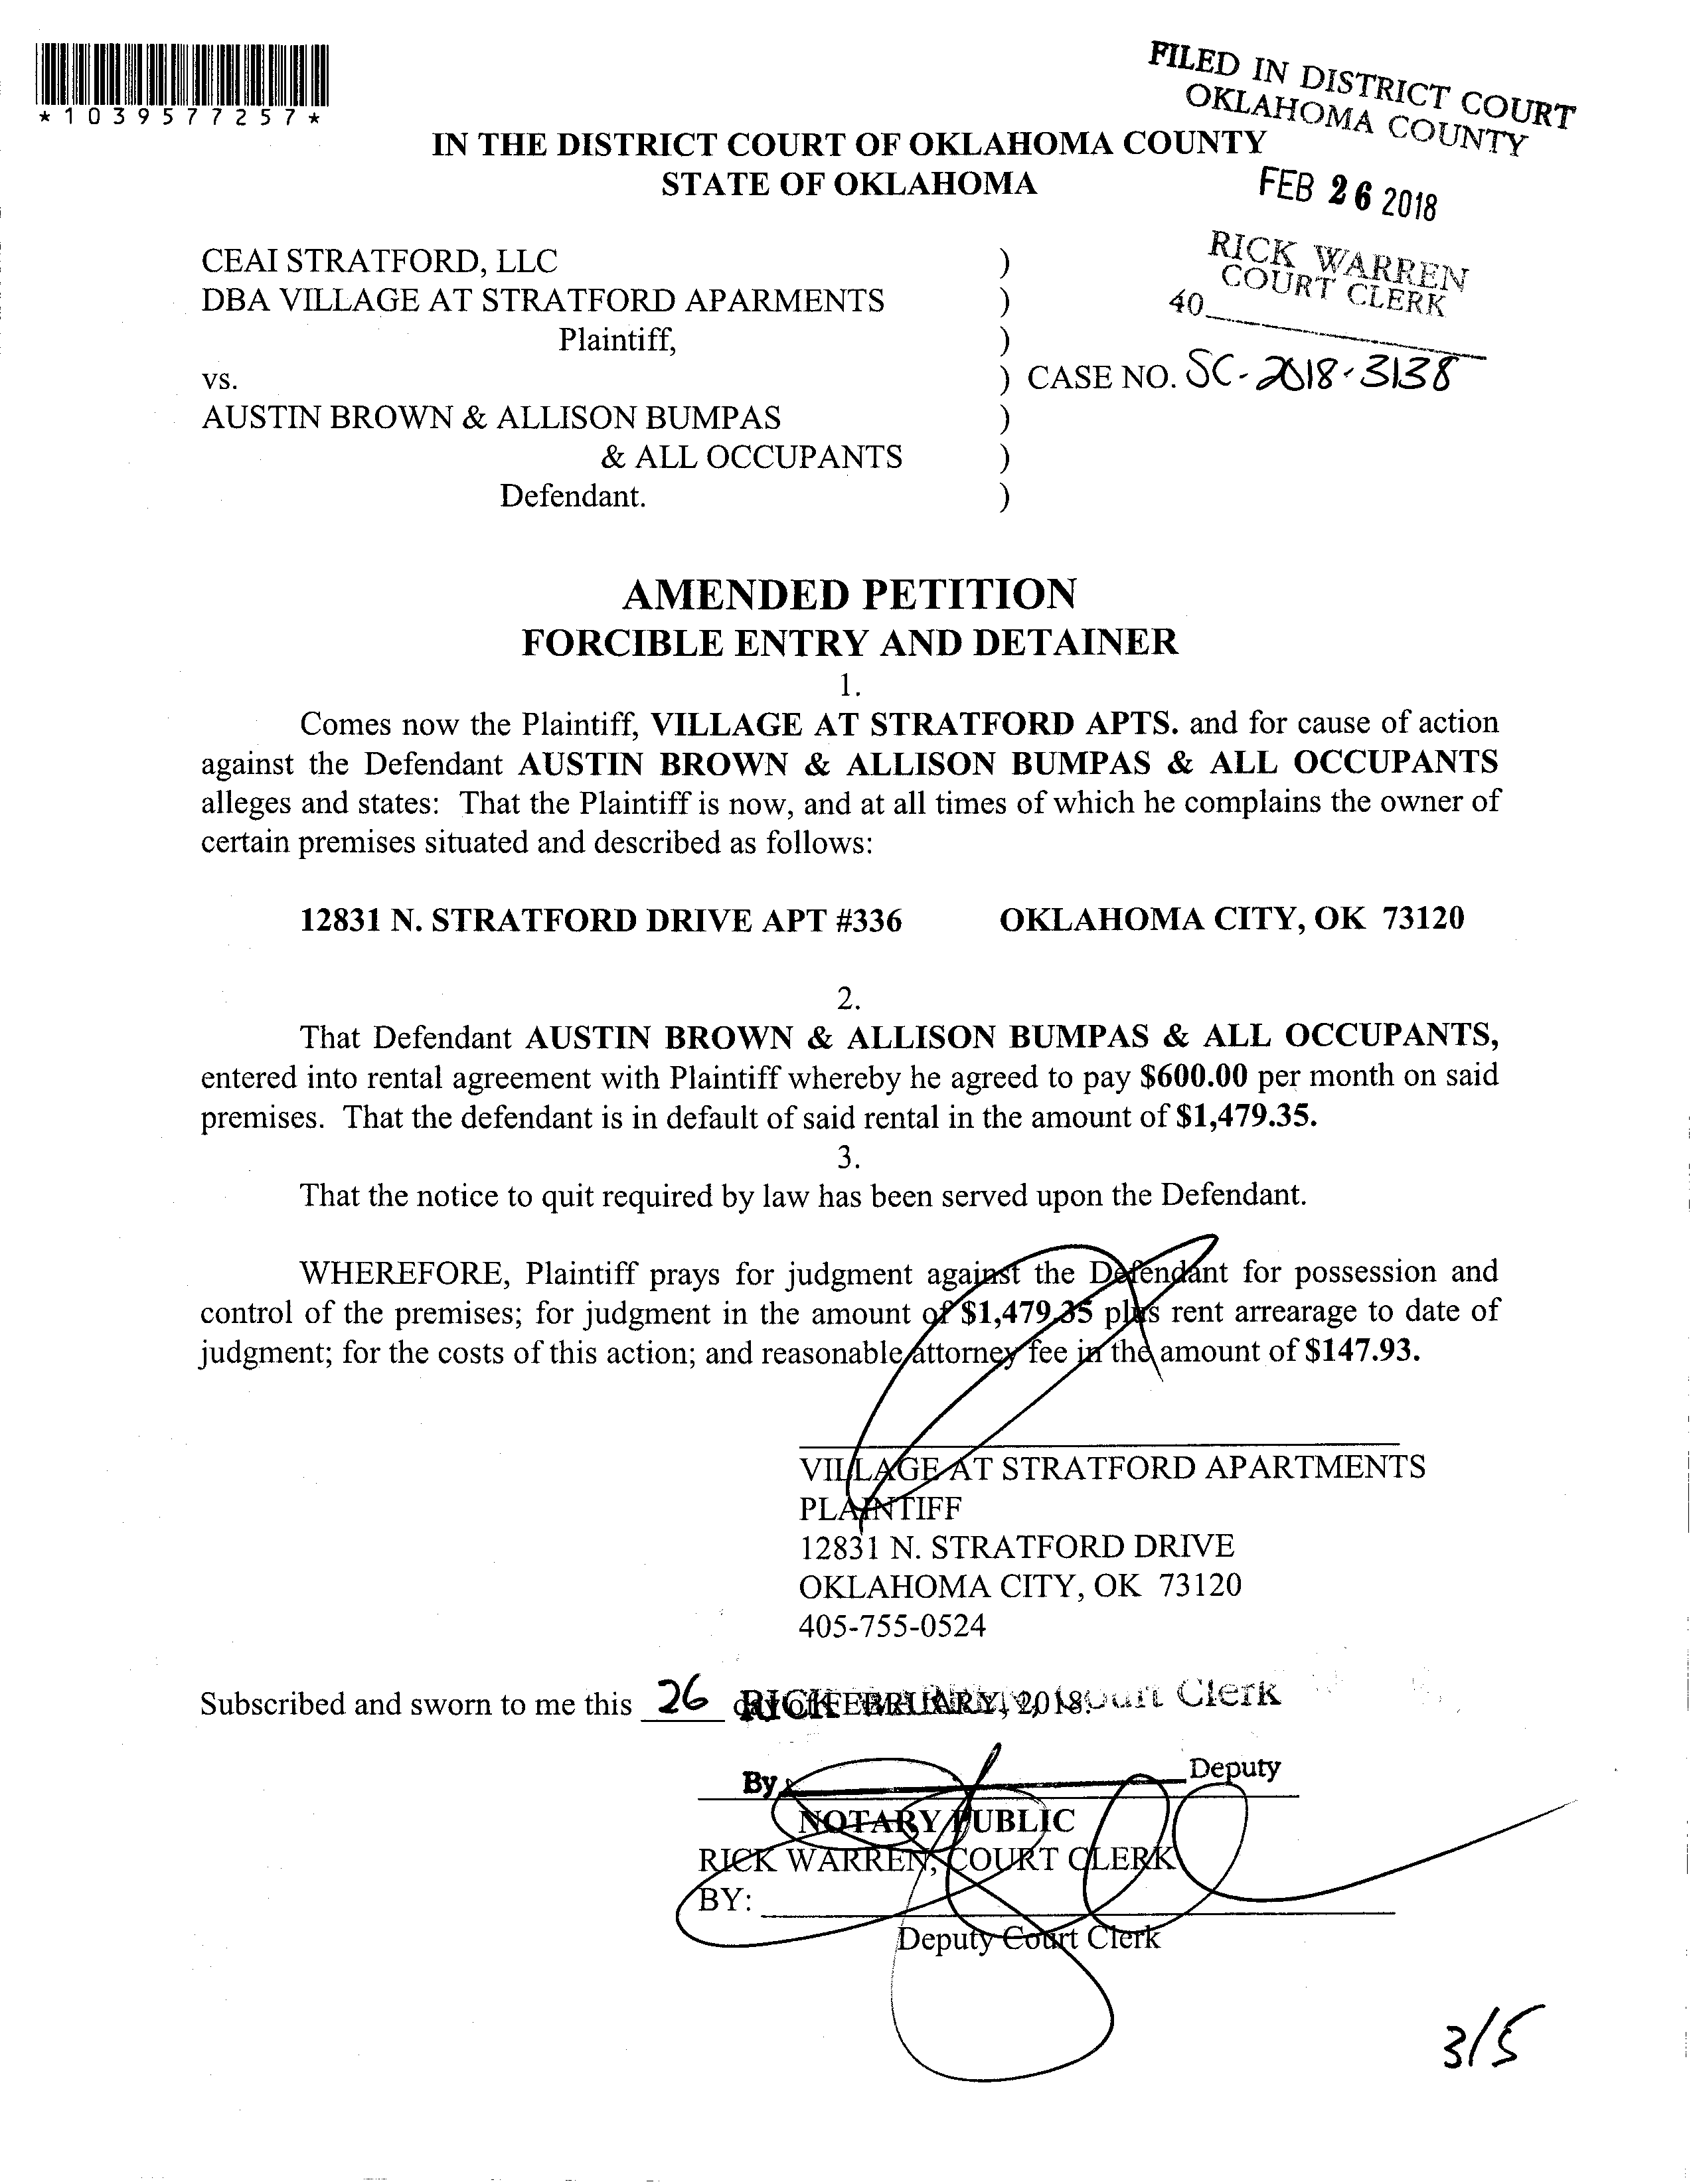 *1039577257*
FILED IN DISTRICT COURT
OKLAHOMA COUNTY
IN THE DISTRICT COURT OF OKLAHOMA COUNTY
STATE OF OKLAHOMA
FEB 26 2018
RICK WARREN
COURT CLERK
40
CEAI STRATFORD, LLC )
DBA VILLAGE AT STRATFORD APARMENTS )
Plaintiff, )
vs. ) CASE NO. SC-2018-3138
AUSTIN BROWN & ALLISON BUMPAS )
& ALL OCCUPANTS )
Defendant. )
AMENDED PETITION
FORCIBLE ENTRY AND DETAINER
1.
Comes now the Plaintiff, VILLAGE AT STRATFORD APTS. and for cause of action
against the Defendant AUSTIN BROWN & ALLISON BUMPAS & ALL OCCUPANTS
alleges and states: That the Plaintiff is now, and at all times of which he complains the owner of
certain premises situated and described as follows:
12831 N. STRATFORD DRIVE APT #336 OKLAHOMA CITY, OK 73120
2.
That Defendant AUSTIN BROWN & ALLISON BUMPAS & ALL OCCUPANTS,
entered into rental agreement with Plaintiff whereby he agreed to pay $600.00 per month on said
premises. That the defendant is in default of said rental in the amount of $1,479.35.
3.
That the notice to quit required by law has been served upon the Defendant.
WHEREFORE, Plaintiff prays for judgment against the Defendant for possession and
control of the premises; for judgment in the amount of $1,479.35 plus rent arrearage to date of
judgment; for the costs of this action; and reasonable attorney fee in the amount of $147.93.
VILLAGE AT STRATFORD APARTMENTS
PLAINTIFF
12831 N. STRATFORD DRIVE
OKLAHOMA CITY, OK 73120
405-755-0524
Subscribed and sworn to me this 26 day of FEBRUARY, 2018.
RICK Court Clerk
By Deputy
NOTARY PUBLIC
RICK WARREN, COURT CLERK
BY:
Deputy Court Clerk
3/5